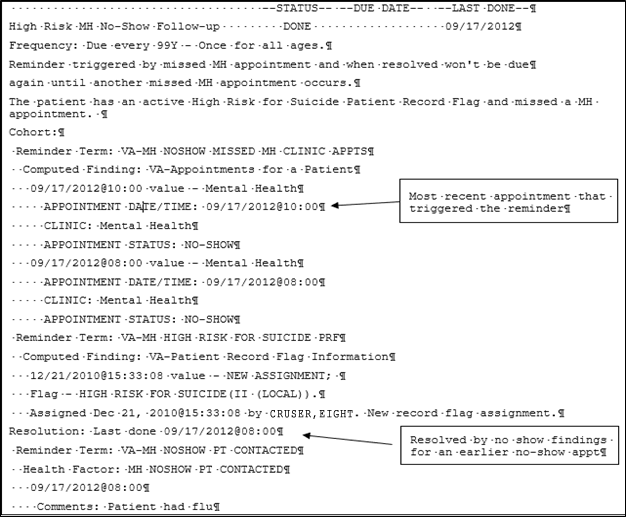 --STATUS-- --DUE DATE-- --LAST DONE--¶
High Risk MH No-Show Follow-up DONE 09/17/2012¶
Frequency: Due every 99Y - Once for all ages.¶
Reminder triggered by missed MH appointment and when resolved won't be due¶
again until another MH appointment occurs.¶
The patient has an active High Risk for Suicide Patient Record Flag and missed a MH
appointment. ¶
Cohort:¶
Reminder Term: VA-MH NOSHOW MISSED MH CLINIC APPTS¶
Computed Finding: VA-Appointments for a Patient¶
09/17/2012@10:00 value - Mental Health¶
APPOINTMENT DATE/TIME: 09/17/2012@10:00¶
Most recent appointment that
triggered the reminder¶
CLINIC: Mental Health¶
APPOINTMENT STATUS: NO-SHOW¶
09/17/2012@08:00 value - Mental Health¶
APPOINTMENT DATE/TIME: 09/17/2012@08:00¶
CLINIC: Mental Health¶
APPOINTMENT STATUS: NO-SHOW¶
Reminder Term: VA-MH HIGH RISK FOR SUICIDE PRF¶
Computed Finding: VA-Patient Record Flag Information¶
12/21/2010@15:33:08 value - NEW ASSIGNMENT; ¶
Flag - HIGH RISK FOR SUICIDE(II (LOCAL)).¶
Assigned Dec 21, 2010@15:33:08 by CRUSER,EIGHT. New record flag assignment.¶
Resolution: Last done 09/17/2012@08:00¶
Resolved by no show findings
for an earlier no-show appt¶
Reminder Term: VA-MH NOSHOW PT CONTACTED¶
Health Factor: MH NOSHOW PT CONTACTED¶
09/17/2012@08:00¶
Comments: Patient had flu¶